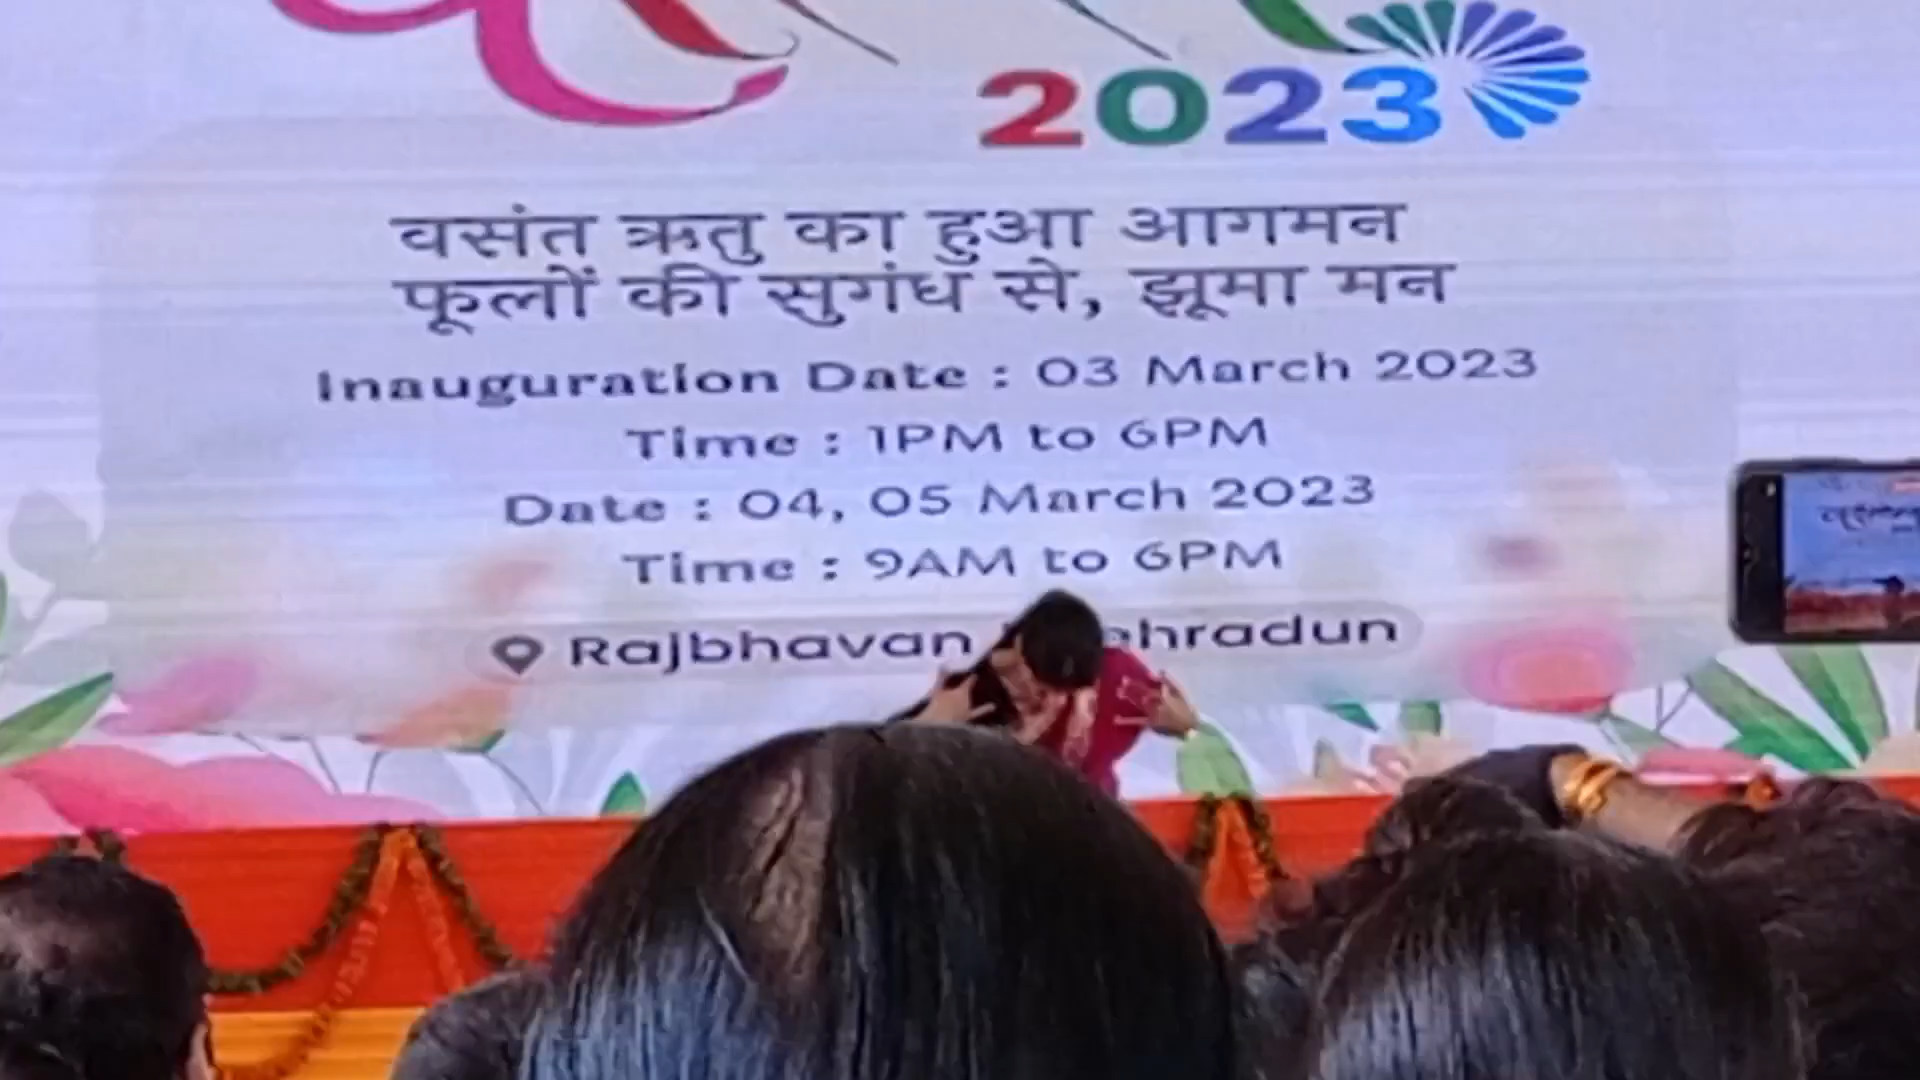 2023
वसंत ऋतु का हुआ आगमन
फूलों की सुगंध से, झूमा मन
Inauguration Date : 03 March 2023
Time : 1PM to 6PM
Date : 04, 05 March 2023
Time : 9AM to 6PM
Rajbhavan ehradun